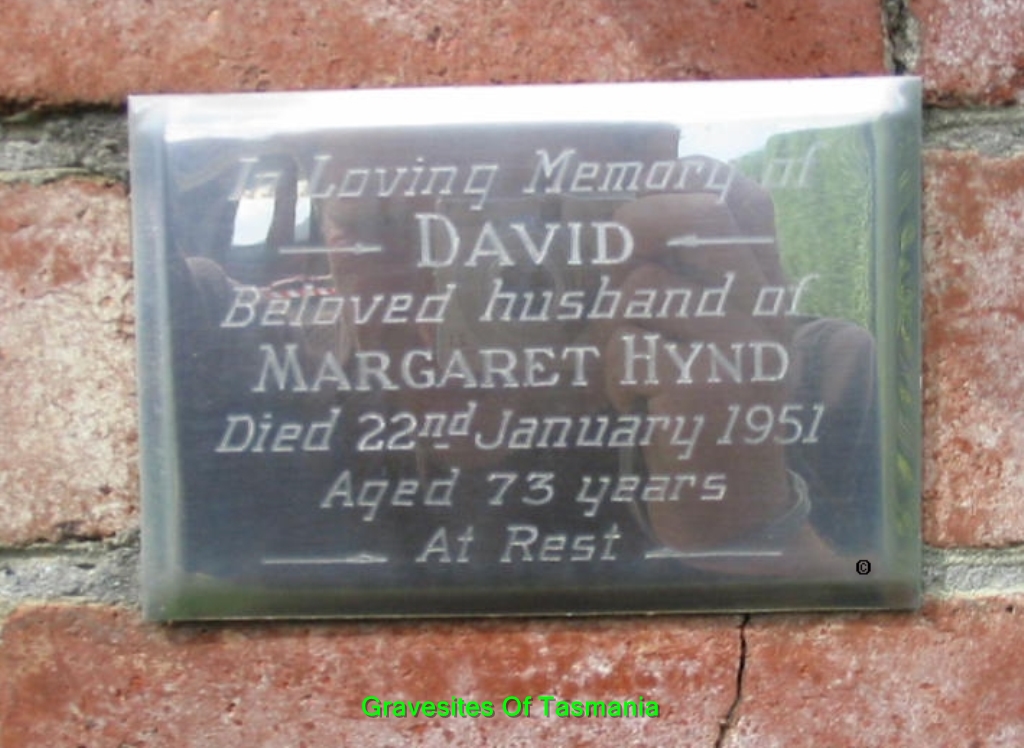 In Loving Memory of
DAVID
Beloved husband of
MARGARET HYND
Died 22nd January 1951
Aged 73 years
At Rest
©
Gravesites Of Tasmania